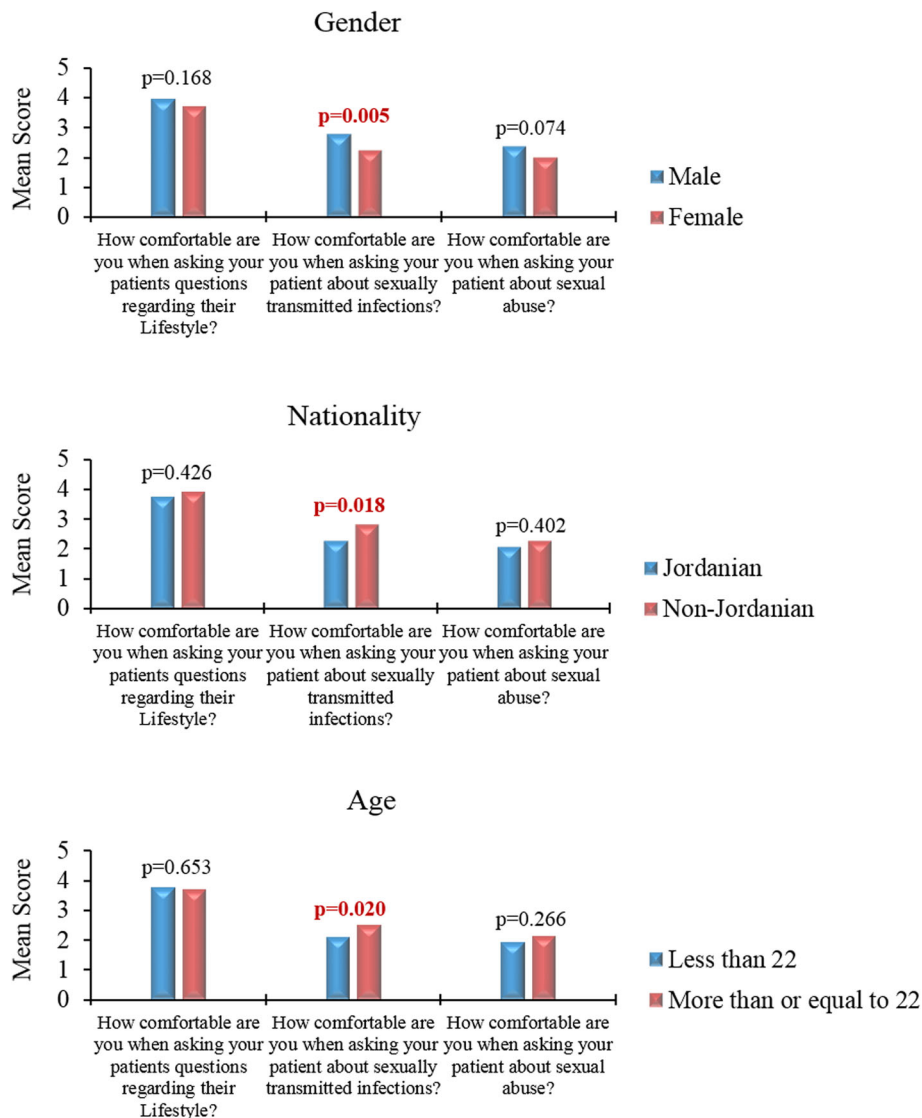 Gender
Mean Score
5
4
3
2
1
0
p=0.168
p=0.005
p=0.074
How comfortable are
you when asking your
patients questions
regarding their
Lifestyle?
How comfortable are
you when asking your
patient about sexually
transmitted infections?
How comfortable are
you when asking your
patient about sexual
abuse?
Male
Female
Nationality
Mean Score
5
4
3
2
1
0
p=0.426
p=0.018
p=0.402
How comfortable are
you when asking your
patients questions
regarding their
Lifestyle?
How comfortable are
you when asking your
patient about sexually
transmitted
infections?
How comfortable are
you when asking your
patient about sexual
abuse?
Jordanian
Non-Jordanian
Age
Mean Score
5
4
3
2
1
0
p=0.653
p=0.020
p=0.266
How comfortable are
you when asking your
patients questions
regarding their
Lifestyle?
How comfortable are
you when asking your
patient about sexually
transmitted infections?
How comfortable are
you when asking your
patient about sexual
abuse?
Less than 22
More than or equal to 22